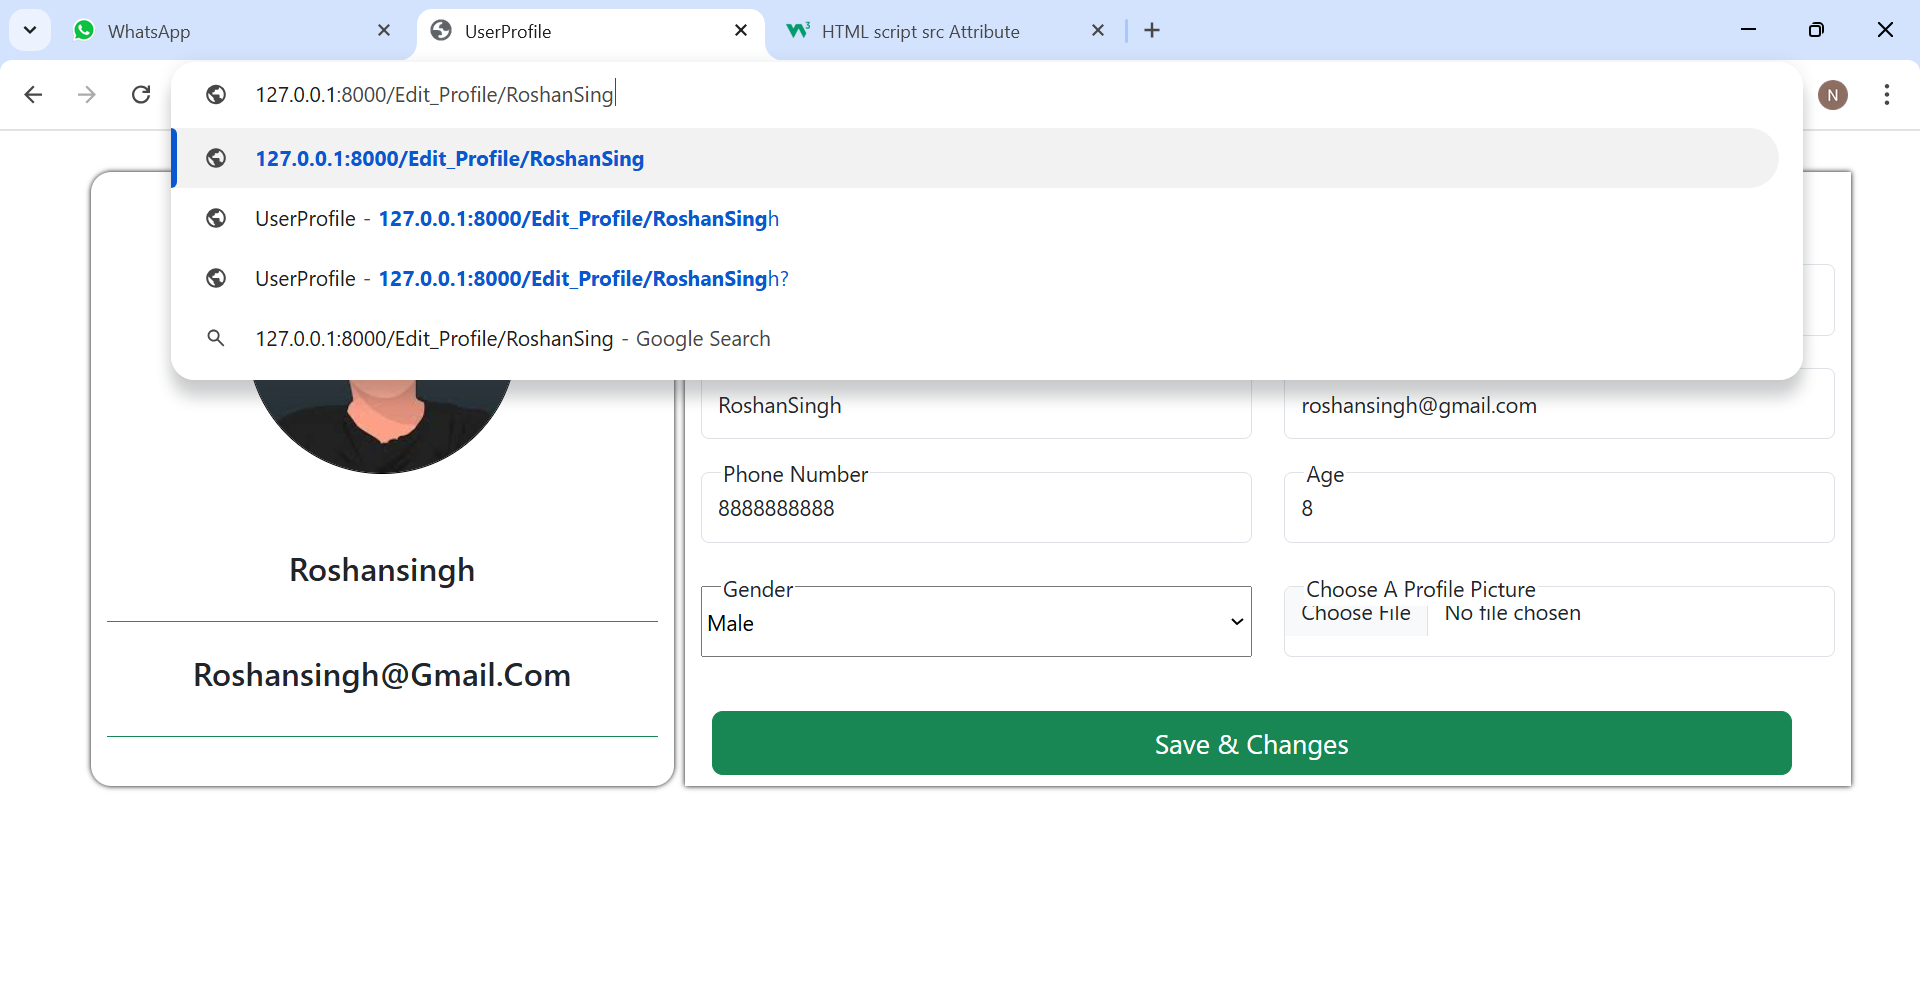 WhatsApp
UserProfile
HTML script src Attribute
127.0.0.1:8000/Edit_Profile/RoshanSing
N
127.0.0.1:8000/Edit_Profile/RoshanSing
UserProfile - 127.0.0.1:8000/Edit_Profile/RoshanSingh
UserProfile - 127.0.0.1:8000/Edit_Profile/RoshanSingh?
127.0.0.1:8000/Edit_Profile/RoshanSing - Google Search
Roshansingh
Roshansingh@Gmail.Com
RoshanSingh
roshansingh@gmail.com
Phone Number
8888888888
Age
8
Gender
Male
Choose A Profile Picture
Choose File No file chosen
Save & Changes